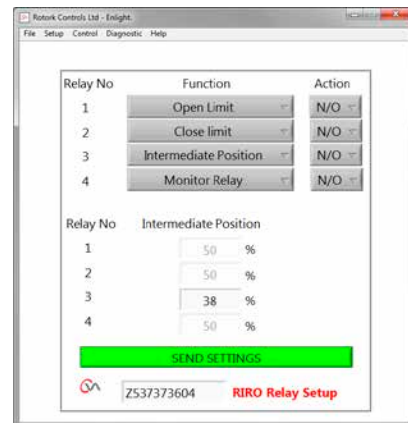 Rotork Controls Ltd - Enlight.
File Setup Control Diagnostic Help
Relay No Function Action
1 Open Limit N/O
2 Close limit N/O
3 Intermediate Position N/O
4 Monitor Relay N/O
Relay No Intermediate Position
1 50 %
2 50 %
3 38 %
4 50 %
SEND SETTINGS
Z537373604 RIRO Relay Setup